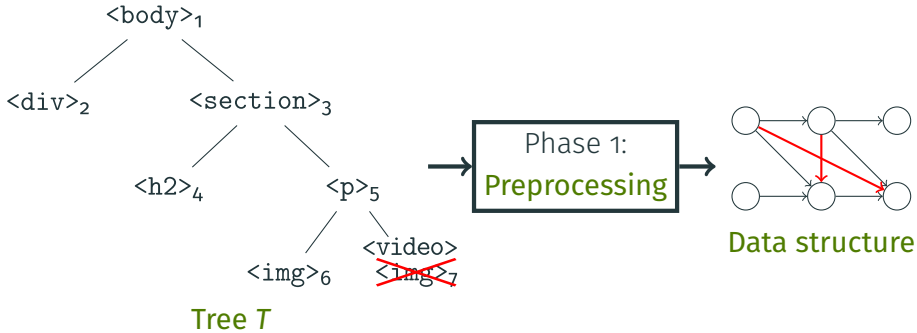 <body>₁
<div>₂ <section>₃
<h2>₄ <p>₅
<video>
<img>₆ <img>₇
Tree T
Phase 1:
Preprocessing
Data structure